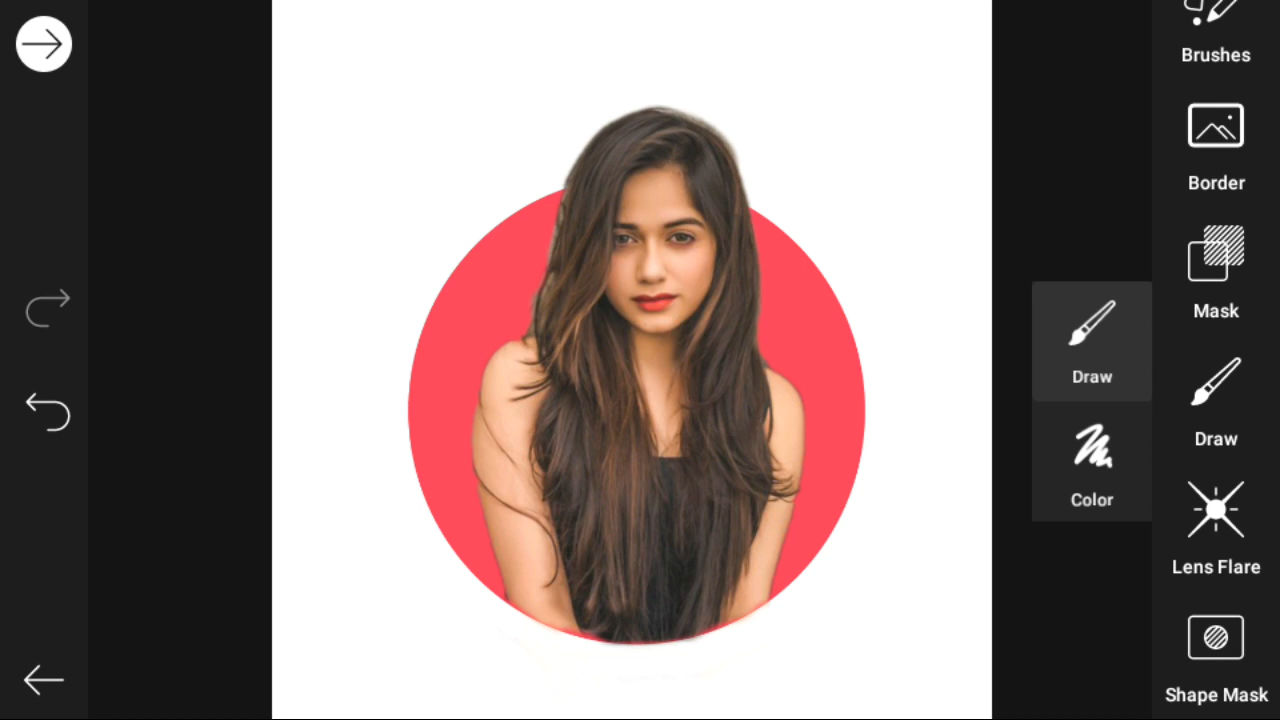 Brushes
Border
Mask
Draw
Draw
Color
Lens Flare
Shape Mask